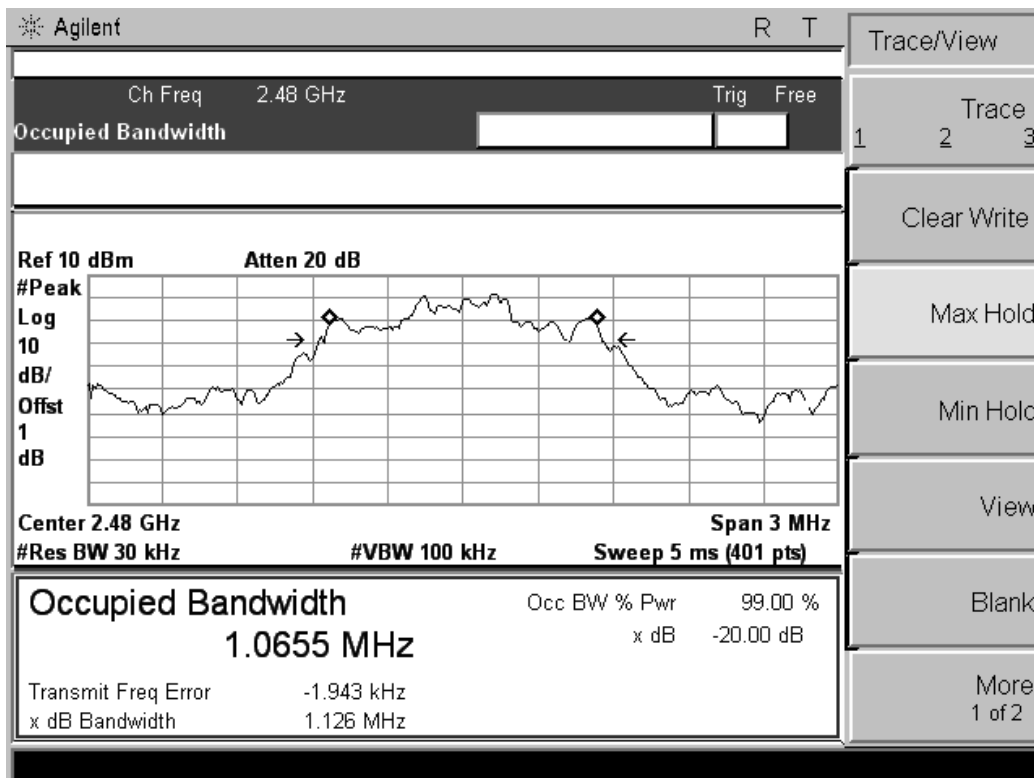 Agilent R T
Ch Freq 2.48 GHz Trig Free
Occupied Bandwidth
Ref 10 dBm Atten 20 dB
#Peak
Log
10
dB/
Offst
1
dB
Center 2.48 GHz Span 3 MHz
#Res BW 30 kHz #VBW 100 kHz Sweep 5 ms (401 pts)
Occupied Bandwidth
1.0655 MHz
Occ BW % Pwr 99.00 %
x dB -20.00 dB
Transmit Freq Error -1.943 kHz
x dB Bandwidth 1.126 MHz
Trace/View
Trace
1 2 3
Clear Write
Max Hold
Min Hold
View
Blank
More
1 of 2